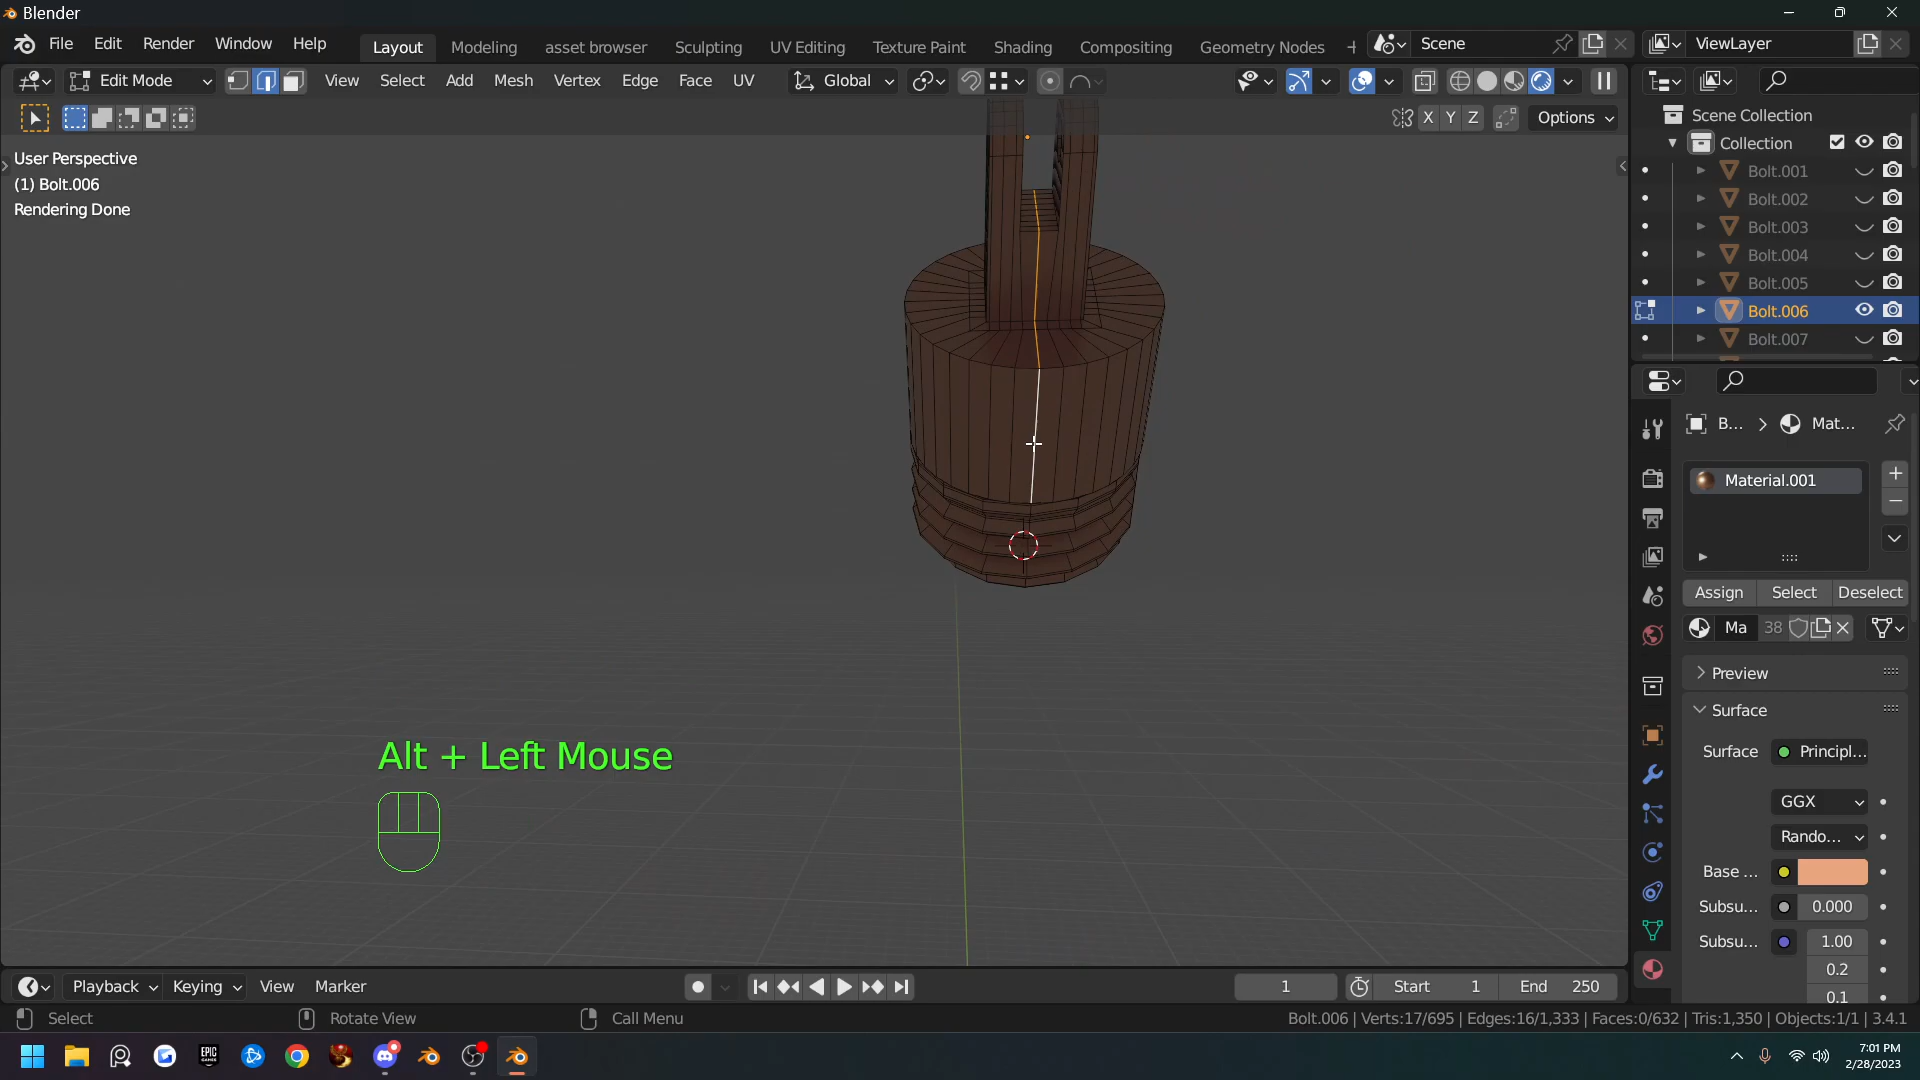 Blender
File Edit Render Window Help Layout Modeling asset browser Sculpting UV Editing Texture Paint Shading Compositing Geometry Nodes + Scene ViewLayer
Edit Mode View Select Add Mesh Vertex Edge Face UV Global
X Y Z Options
User Perspective
(1) Bolt.006
Rendering Done
Scene Collection
Collection
Bolt.001
Bolt.002
Bolt.003
Bolt.004
Bolt.005
Bolt.006
Bolt.007
B... Mat...
Material.001
Assign Select Deselect
Ma 38
Preview
Surface
Surface Principl...
GGX
Rando...
Base ...
Subsu... 0.000
Subsu... 1.00
0.2
0.1
Alt + Left Mouse
Playback Keying View Marker 1 Start 1 End 250
Select Rotate View Call Menu Bolt.006 | Verts:17/695 | Edges:16/1,333 | Faces:0/632 | Tris:1,350 | Objects:1/1 | 3.4.1
EPIC GAMES
7:01 PM
2/28/2023